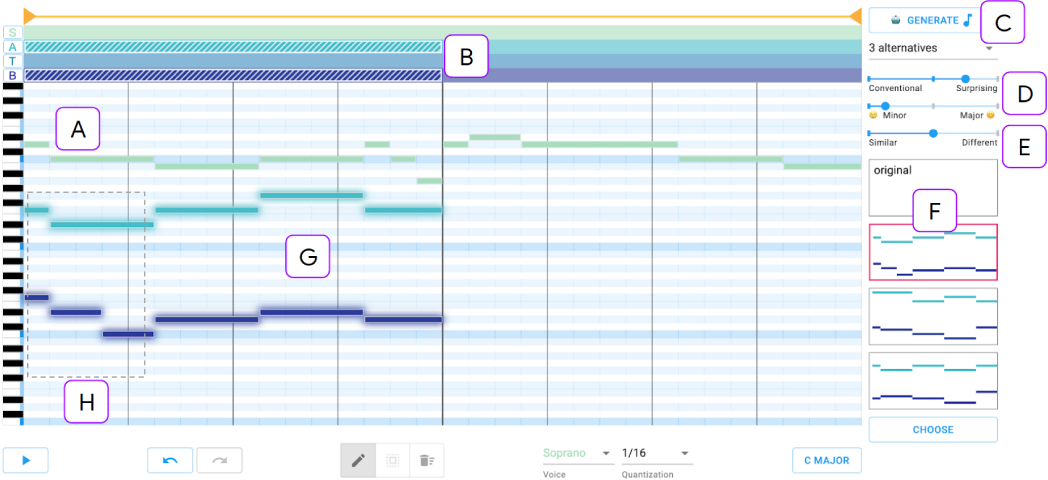 GENERATE
C
S
A
T
B
B
3 alternatives
Conventional
Surprising
D
Minor
Major
A
E
Similar
Different
original
F
G
H
CHOOSE
Soprano
1/16
C MAJOR
Voice
Quantization